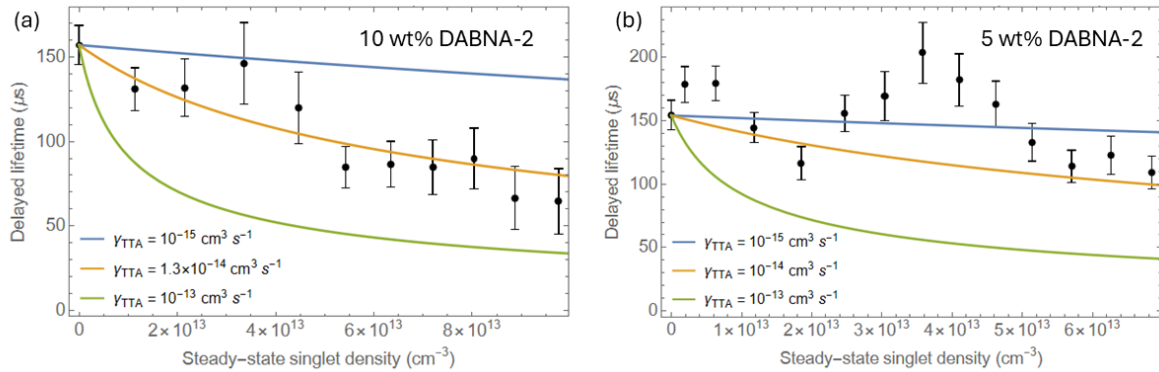 (a)
10 wt% DABNA-2
Delayed lifetime (μs)
150
100
50
0
γTTA = 10⁻¹⁵ cm³ s⁻¹
γTTA = 1.3×10⁻¹⁴ cm³ s⁻¹
γTTA = 10⁻¹³ cm³ s⁻¹
0 2×10¹³ 4×10¹³ 6×10¹³ 8×10¹³
Steady-state singlet density (cm⁻³)
(b)
5 wt% DABNA-2
Delayed lifetime (μs)
200
150
100
50
0
γTTA = 10⁻¹⁵ cm³ s⁻¹
γTTA = 10⁻¹⁴ cm³ s⁻¹
γTTA = 10⁻¹³ cm³ s⁻¹
0 1×10¹³ 2×10¹³ 3×10¹³ 4×10¹³ 5×10¹³ 6×10¹³
Steady-state singlet density (cm⁻³)